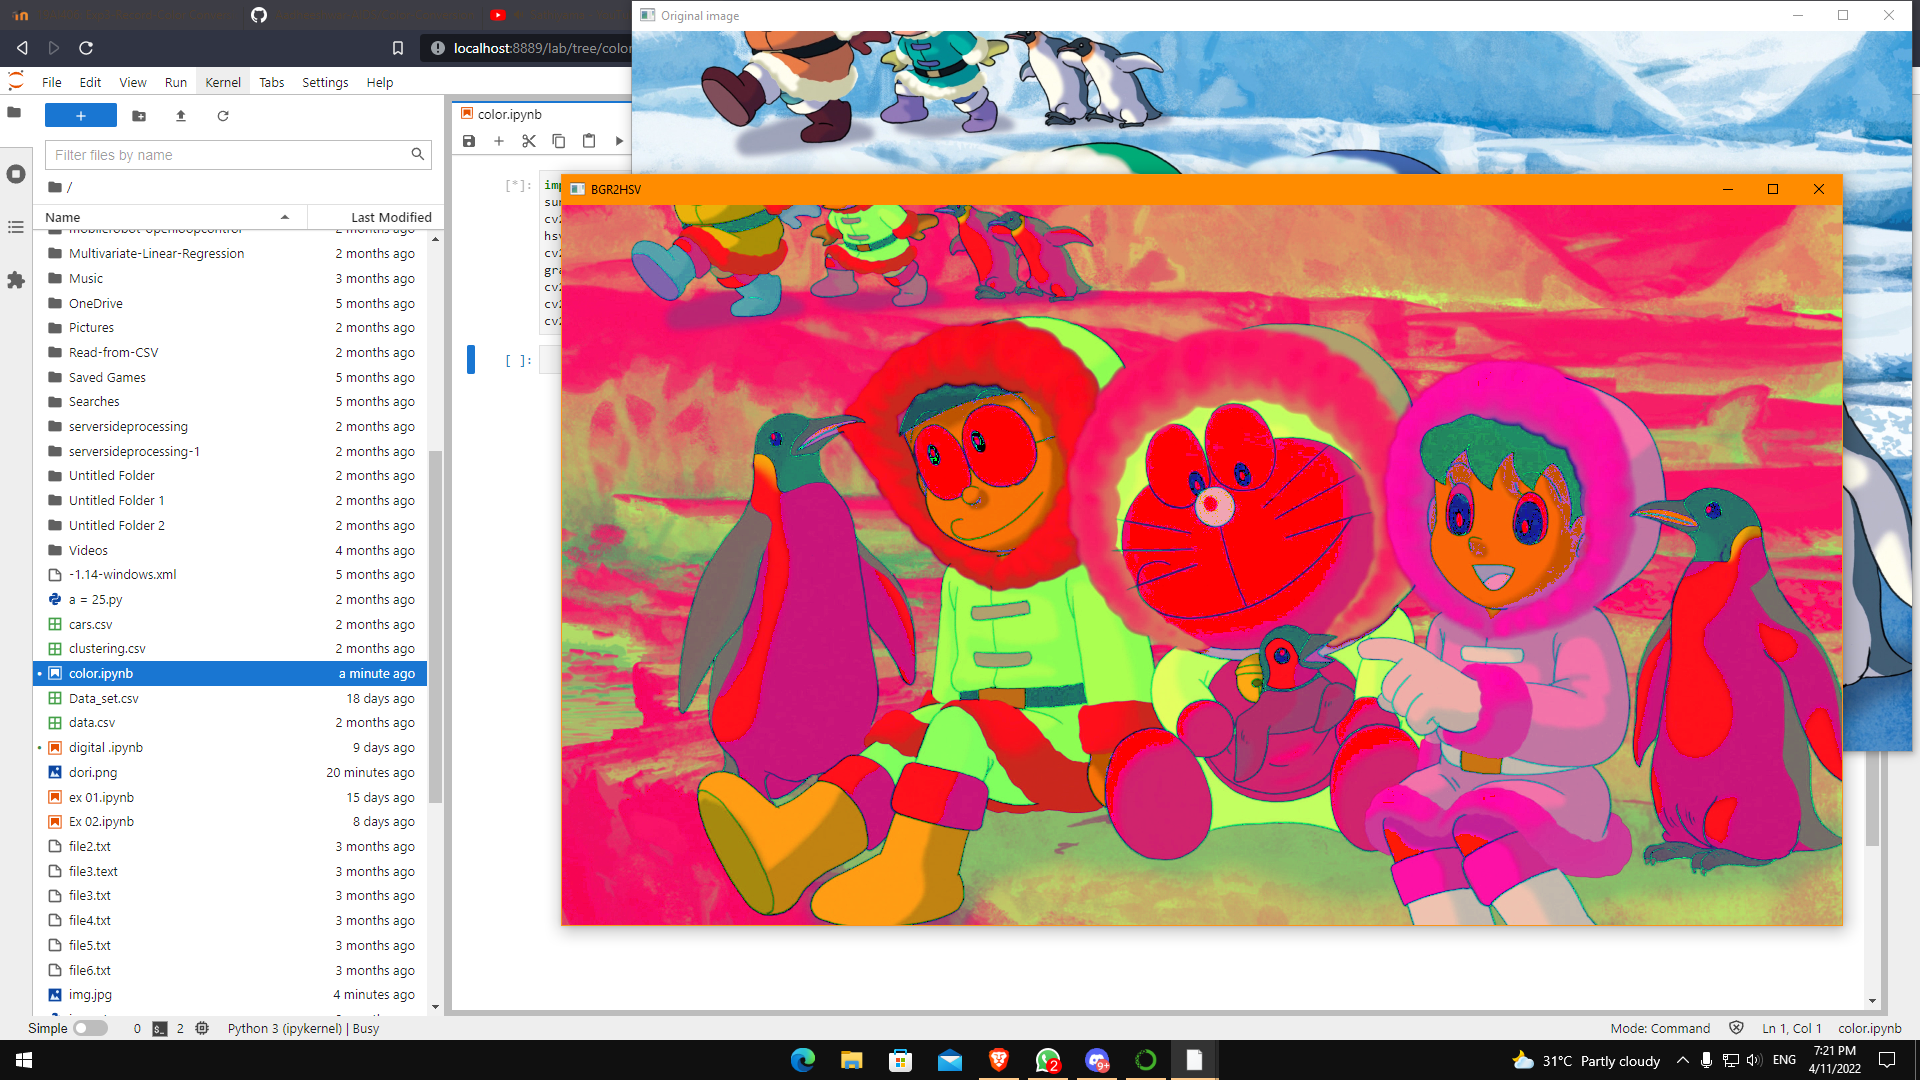 Original image
localhost:8889/lab/tree/color
File Edit View Run Kernel Tabs Settings Help
Filter files by name
/
Name Last Modified
mobilerobot-openloopcontrol 2 months ago
Multivariate-Linear-Regression 2 months ago
Music 3 months ago
OneDrive 5 months ago
Pictures 2 months ago
Read-from-CSV 2 months ago
Saved Games 5 months ago
Searches 5 months ago
serversideprocessing 2 months ago
serversideprocessing-1 2 months ago
Untitled Folder 2 months ago
Untitled Folder 1 2 months ago
Untitled Folder 2 2 months ago
Videos 4 months ago
-1.14-windows.xml 5 months ago
a = 25.py 2 months ago
cars.csv 2 months ago
clustering.csv 2 months ago
color.ipynb a minute ago
Data_set.csv 18 days ago
data.csv 2 months ago
digital .ipynb 9 days ago
dori.png 20 minutes ago
ex 01.ipynb 15 days ago
Ex 02.ipynb 8 days ago
file2.txt 3 months ago
file3.text 3 months ago
file3.txt 3 months ago
file4.txt 3 months ago
file5.txt 3 months ago
file6.txt 3 months ago
img.jpg 4 minutes ago
color.ipynb
[*]:
[ ]:
BGR2HSV
Simple 0 2 Python 3 (ipykernel) | Busy
Mode: Command Ln 1, Col 1 color.ipynb
2
9+
31°C Partly cloudy
ENG
7:21 PM
4/11/2022